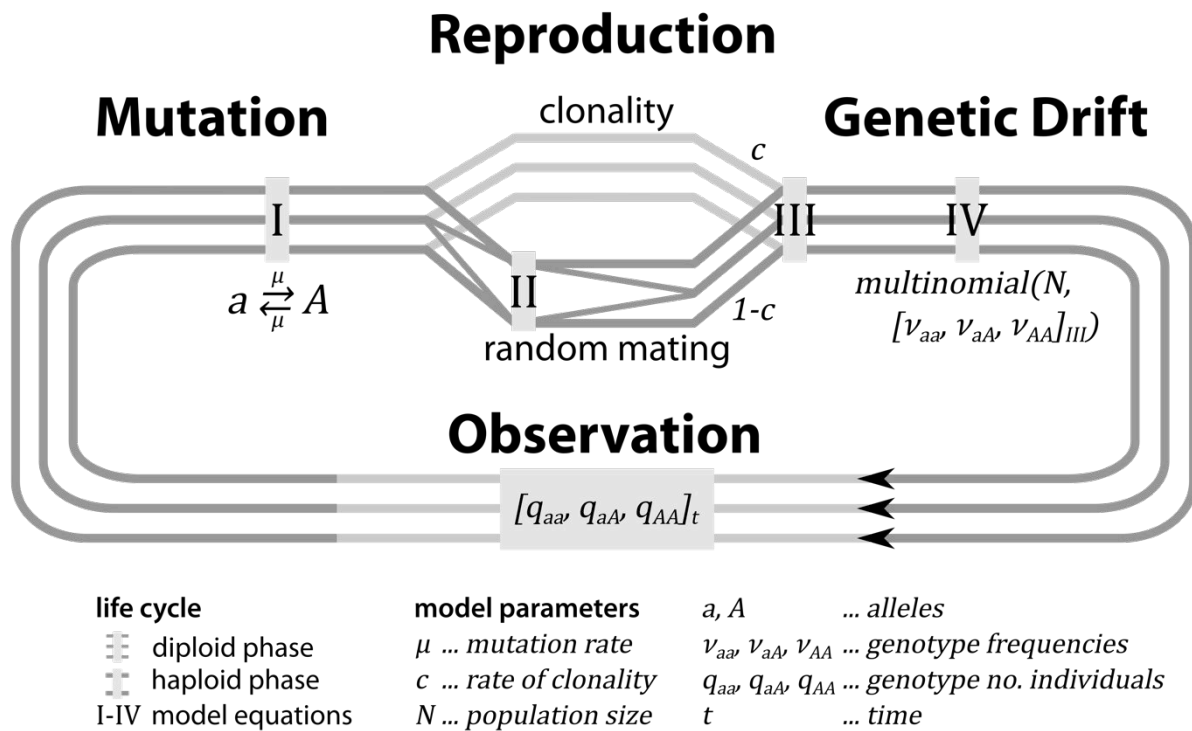 Reproduction
Mutation
clonality
Genetic Drift
c
I
II
III
IV
μ
a ⇄ A
μ
1-c
random mating
multinomial(N,
[νaa, νaA, νAA]III)
Observation
[qaa, qaA, qAA]t
life cycle
diploid phase
haploid phase
I-IV model equations
model parameters
μ ... mutation rate
c ... rate of clonality
N ... population size
a, A ... alleles
νaa, νaA, νAA ... genotype frequencies
qaa, qaA, qAA ... genotype no. individuals
t ... time